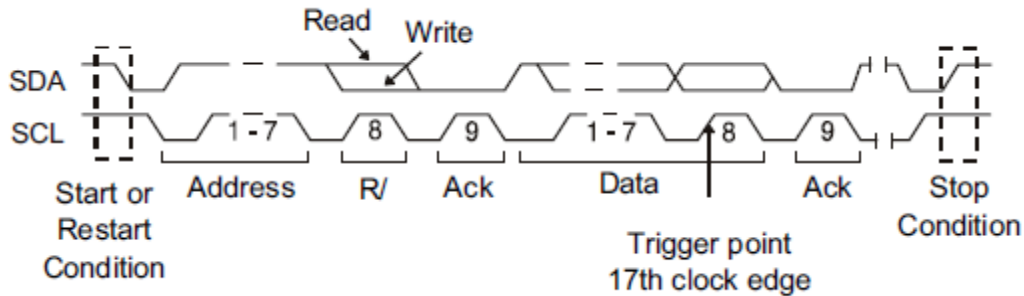 Read
Write
SDA
SCL
1 - 7
8
9
1 - 7
8
9
Address
R/
Ack
Data
Ack
Start or
Restart
Condition
Stop
Condition
Trigger point
17th clock edge